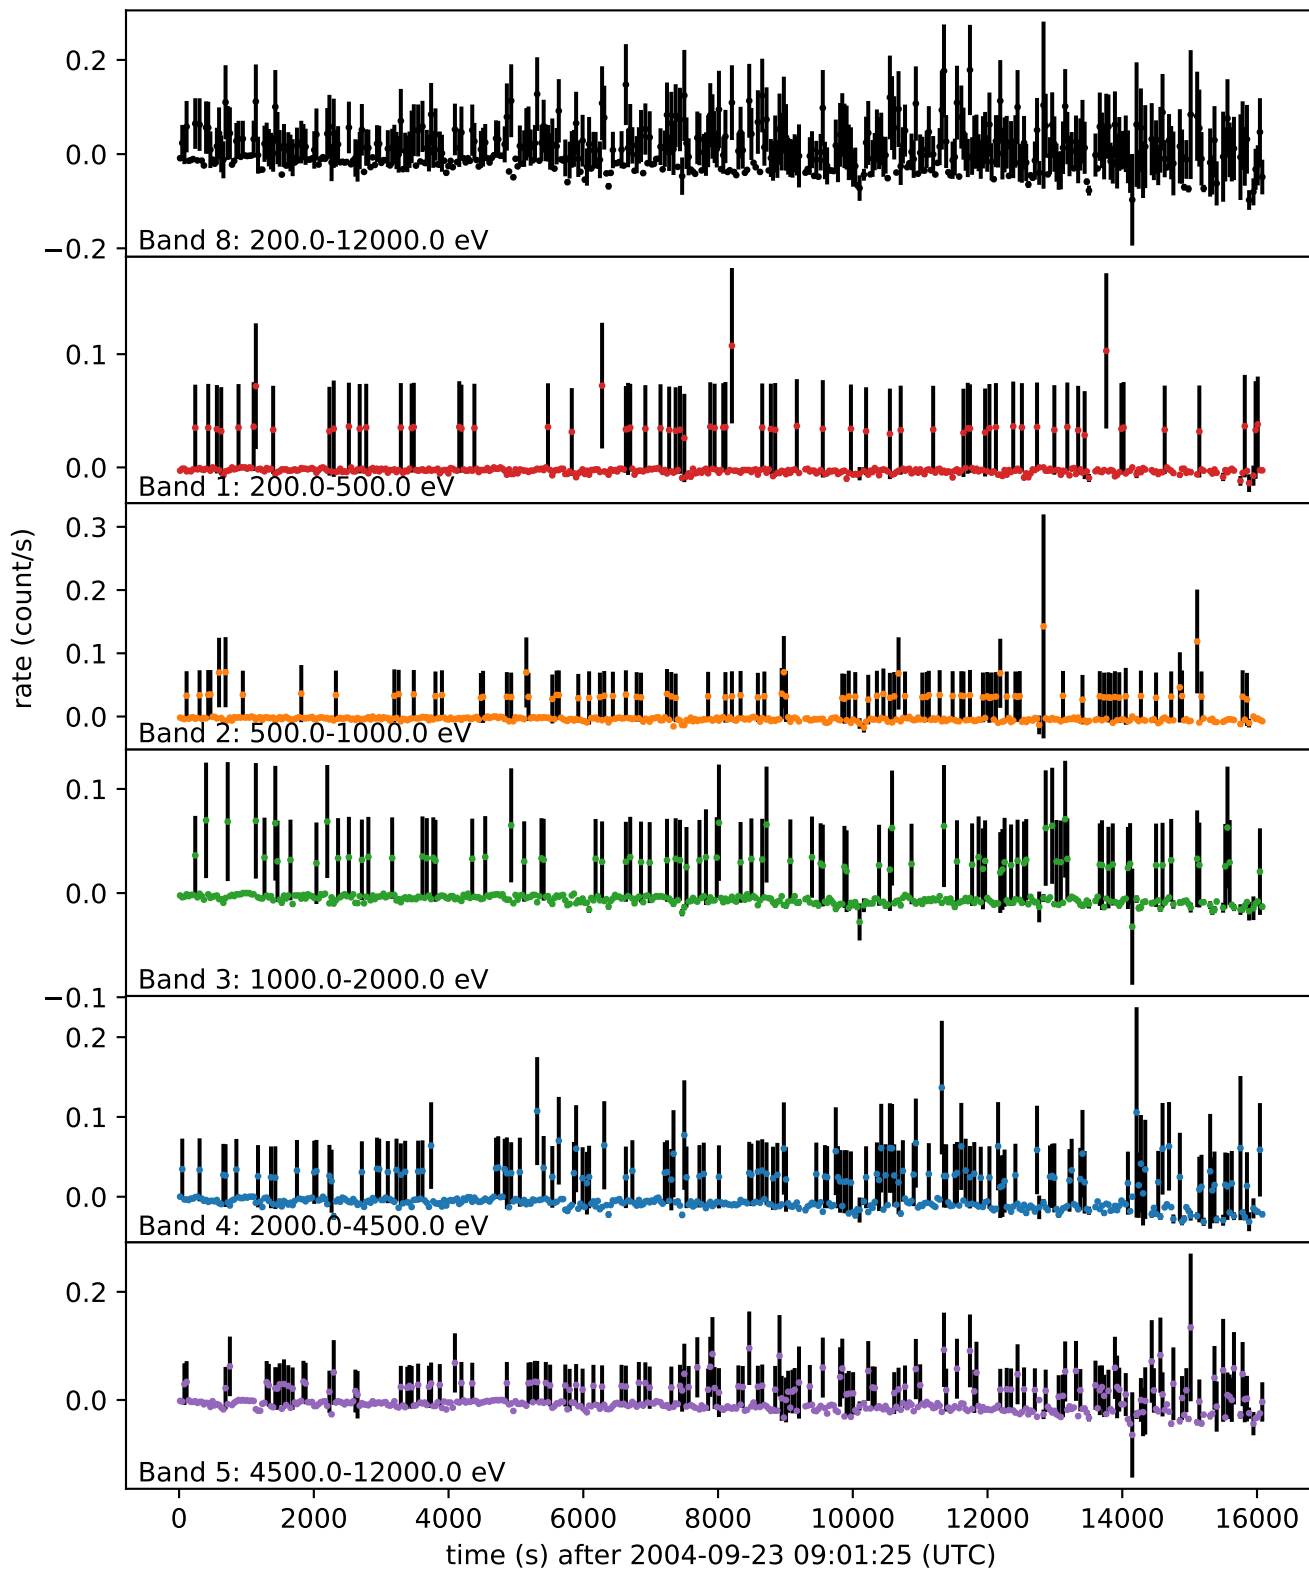 0.2
0.0
−0.2
Band 8: 200.0-12000.0 eV
0.1
0.0
Band 1: 200.0-500.0 eV
0.3
0.2
0.1
0.0
Band 2: 500.0-1000.0 eV
rate (count/s)
0.1
0.0
−0.1
Band 3: 1000.0-2000.0 eV
0.2
0.1
0.0
Band 4: 2000.0-4500.0 eV
0.2
0.0
Band 5: 4500.0-12000.0 eV
0 2000 4000 6000 8000 10000 12000 14000 16000
time (s) after 2004-09-23 09:01:25 (UTC)